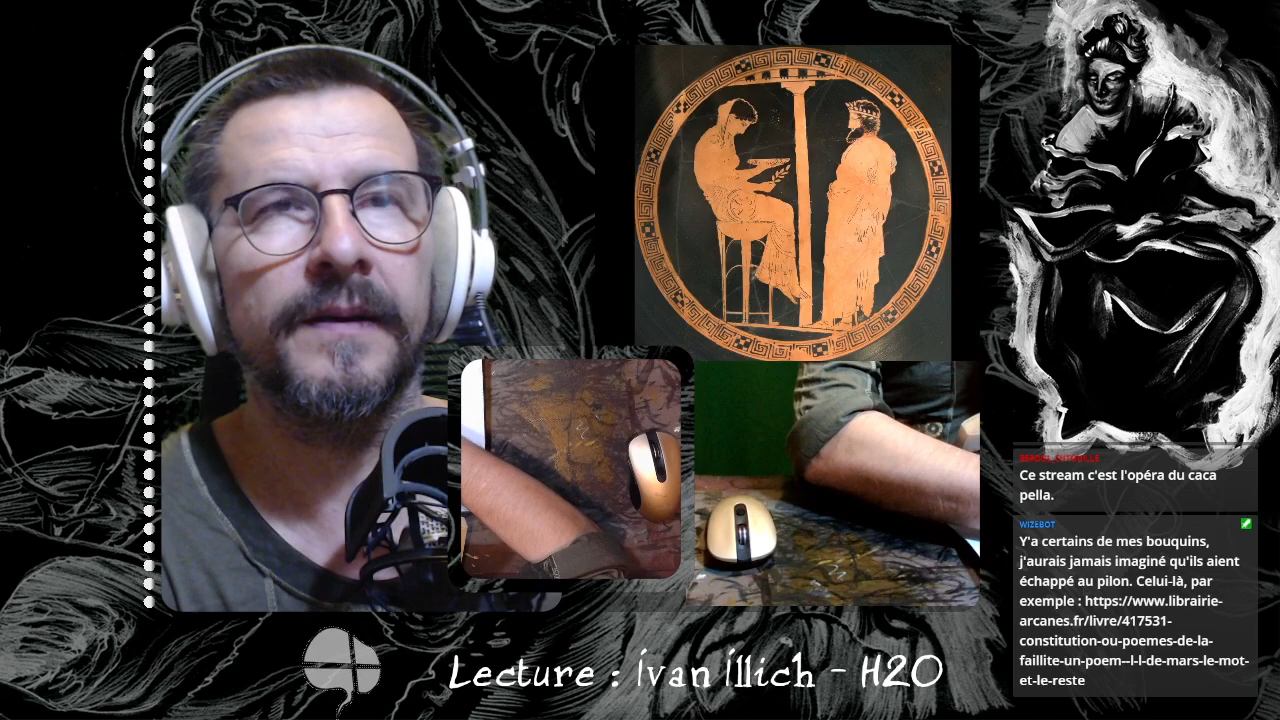 Ce stream c'est l'opéra du caca
pella.
WIZEBOT
Y'a certains de mes bouquins,
j'aurais jamais imaginé qu'ils aient
échappé au pilon. Celui-là, par
exemple : https://www.librairie-
arcanes.fr/livre/417531-
constitution-ou-poemes-de-la-
faillite-un-poem--l-l-de-mars-le-mot-
et-le-reste
Lecture : Ivan Illich - H2O